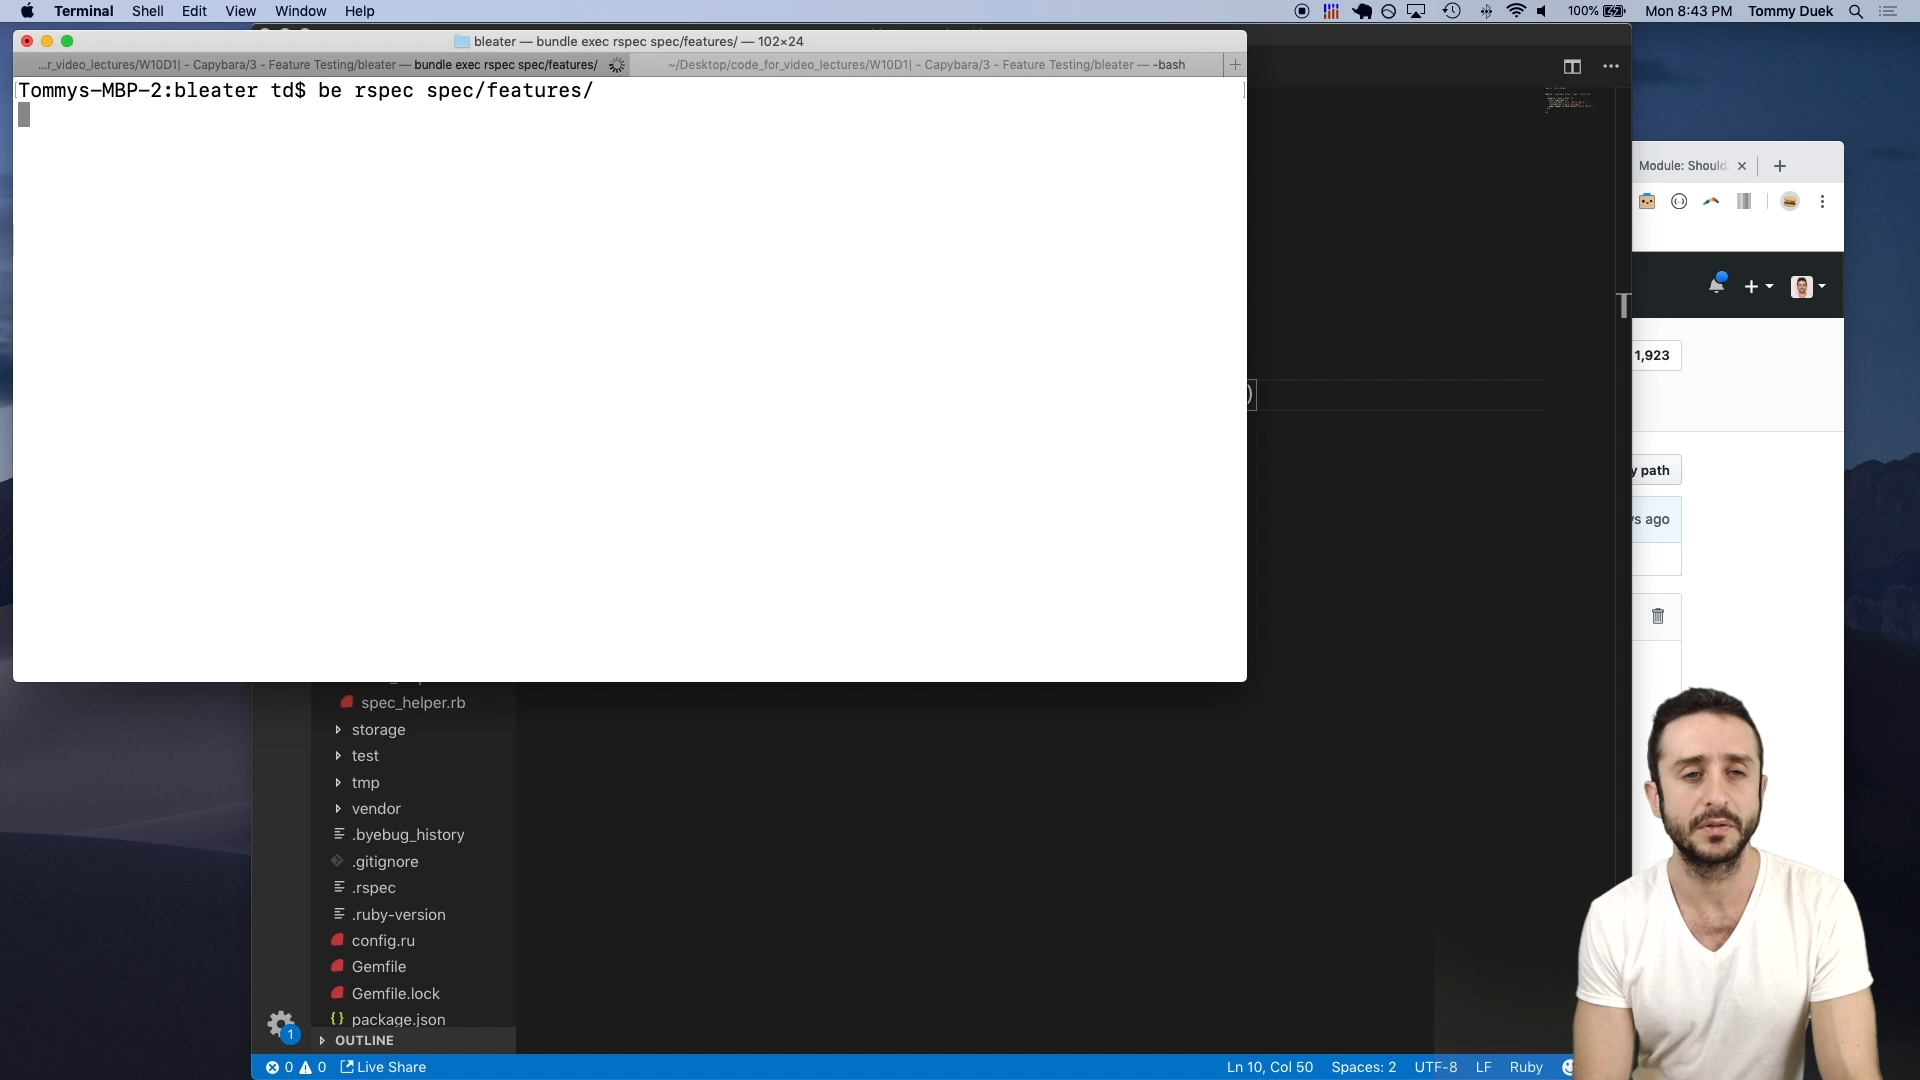 Terminal Shell Edit View Window Help
100% Mon 8:43 PM Tommy Duek
bleater — bundle exec rspec spec/features/ — 102×24
...r_video_lectures/W10D1| - Capybara/3 - Feature Testing/bleater — bundle exec rspec spec/features/
~/Desktop/code_for_video_lectures/W10D1| - Capybara/3 - Feature Testing/bleater — -bash
Tommys-MBP-2:bleater td$ be rspec spec/features/
)
Module: Should
1,923
y path
ys ago
spec_helper.rb
storage
test
tmp
vendor
.byebug_history
.gitignore
.rspec
.ruby-version
config.ru
Gemfile
Gemfile.lock
package.json
1
OUTLINE
0 0 Live Share
Ln 10, Col 50 Spaces: 2 UTF-8 LF Ruby